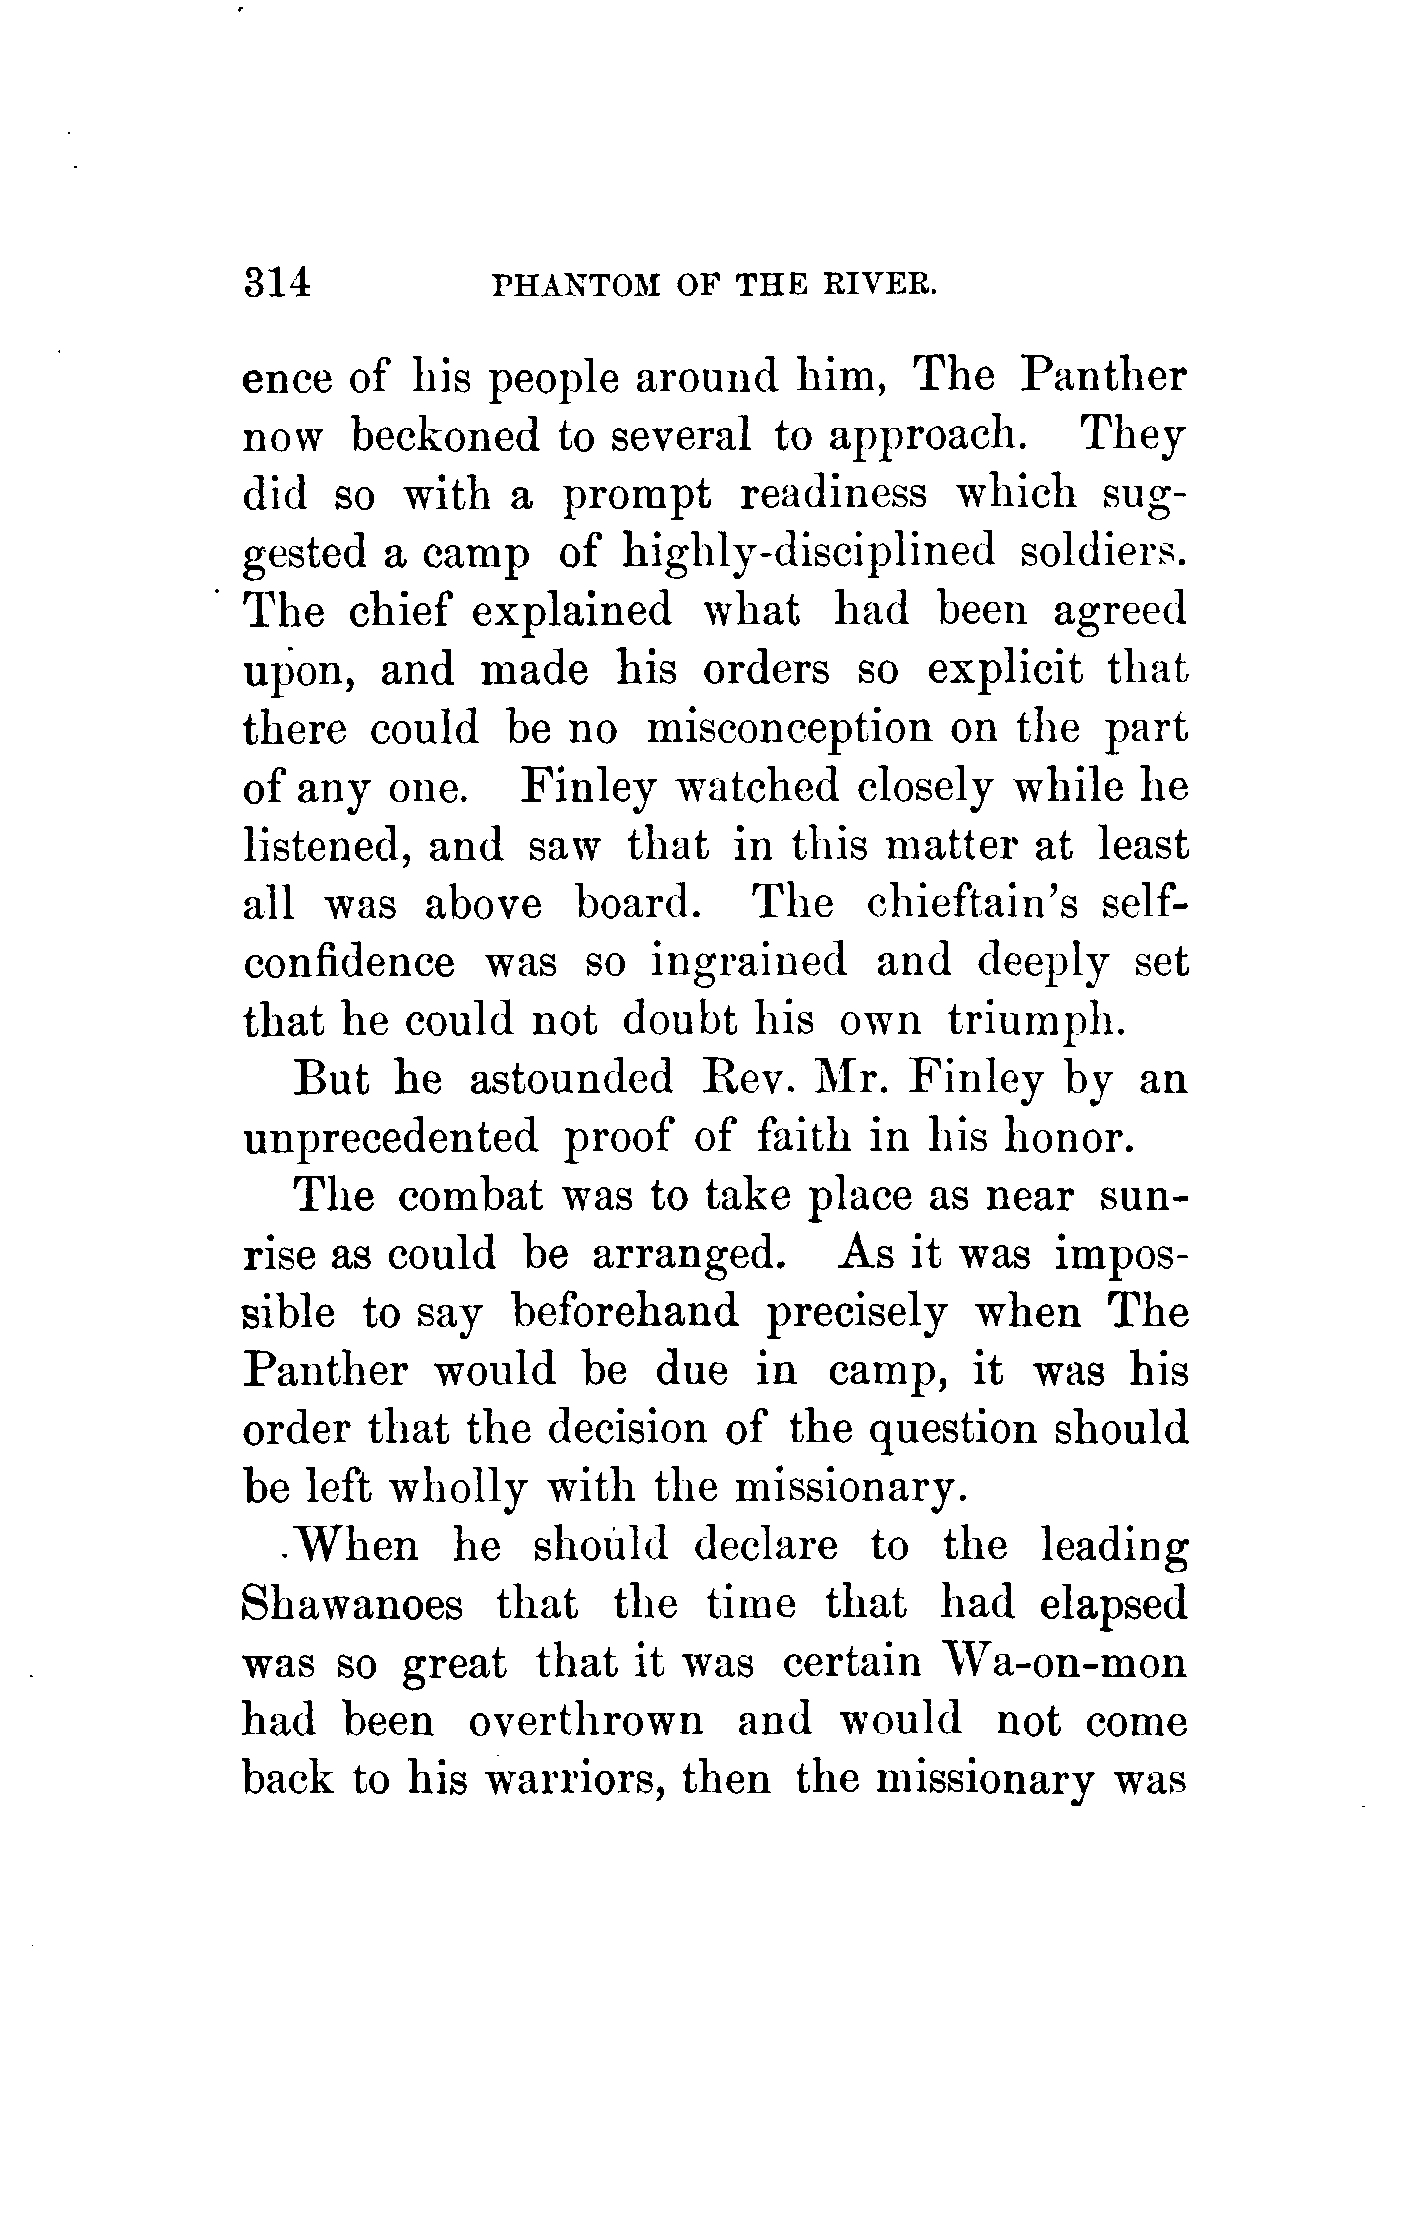 314 PHANTOM OF THE RIVER.
ence of his people around him, The Panther
now beckoned to several to approach. They
did so with a prompt readiness which sug-
gested a camp of highly-disciplined soldiers.
The chief explained what had been agreed
upon, and made his orders so explicit that
there could be no misconception on the part
of any one. Finley watched closely while he
listened, and saw that in this matter at least
all was above board. The chieftain's self-
confidence was so ingrained and deeply set
that he could not doubt his own triumph.
But he astounded Rev. Mr. Finley by an
unprecedented proof of faith in his honor.
The combat was to take place as near sun-
rise as could be arranged. As it was impos-
sible to say beforehand precisely when The
Panther would be due in camp, it was his
order that the decision of the question should
be left wholly with the missionary.
When he should declare to the leading
Shawanoes that the time that had elapsed
was so great that it was certain Wa-on-mon
had been overthrown and would not come
back to his warriors, then the missionary was